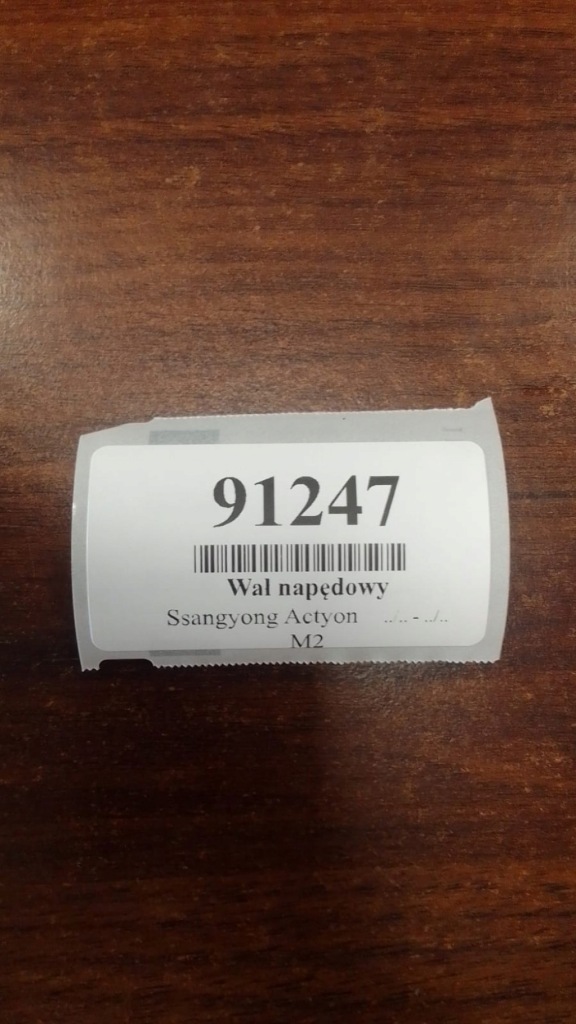 91247
Wał napędowy
Ssangyong Actyon ../.. - ../..
M2